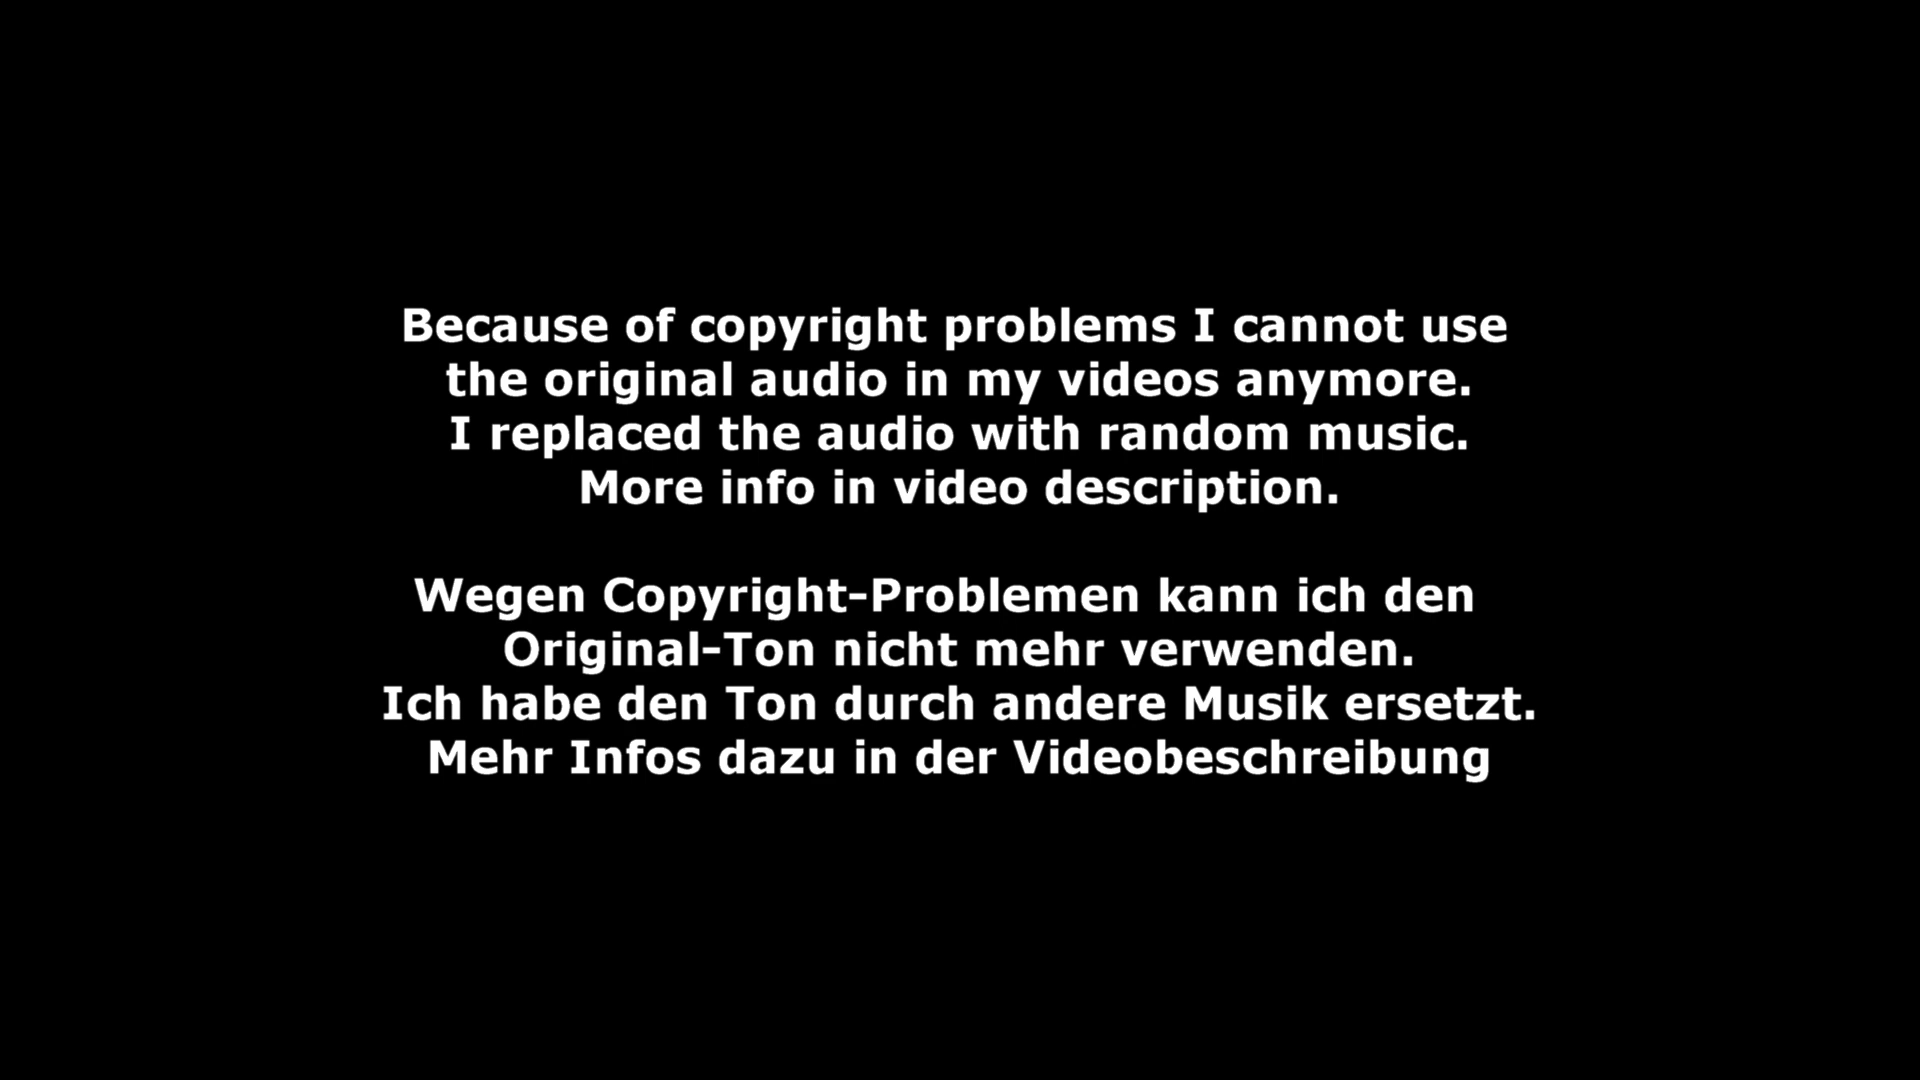 Because of copyright problems I cannot use
the original audio in my videos anymore.
I replaced the audio with random music.
More info in video description.
Wegen Copyright-Problemen kann ich den
Original-Ton nicht mehr verwenden.
Ich habe den Ton durch andere Musik ersetzt.
Mehr Infos dazu in der Videobeschreibung